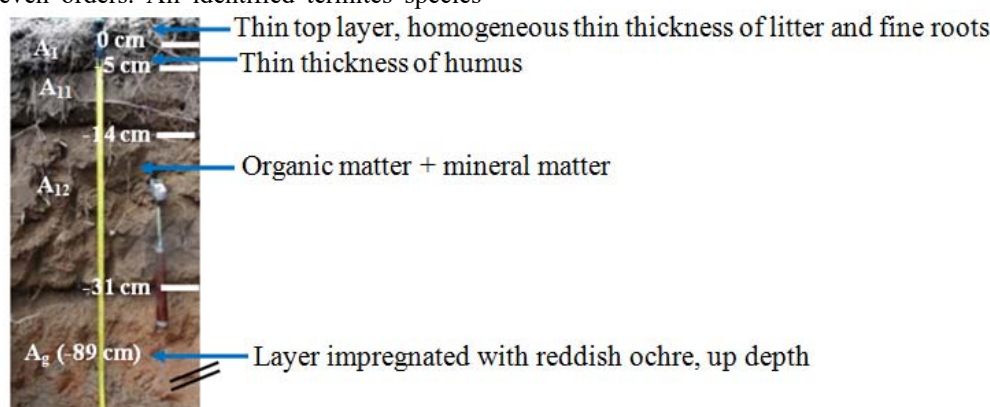 even orders. All identified termites species
Thin top layer, homogeneous thin thickness of litter and fine roots
0 cm
A1
-5 cm
Thin thickness of humus
A11
-14 cm
Organic matter + mineral matter
A12
-31 cm
Ag (-89 cm)
Layer impregnated with reddish ochre, up depth